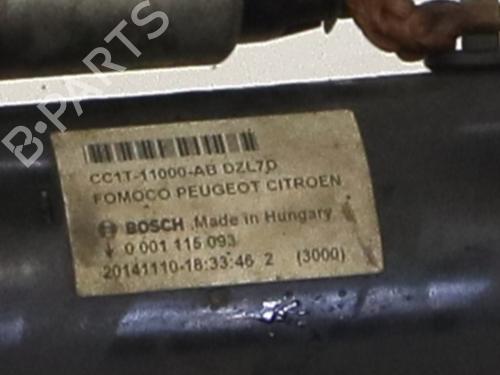 CC1T-11000-AB DZL7D
FOMOCO PEUGEOT CITROEN
BOSCH Made in Hungary
0 001 115 093
20141110-18:33:46 2 (3000)
B-PARTS